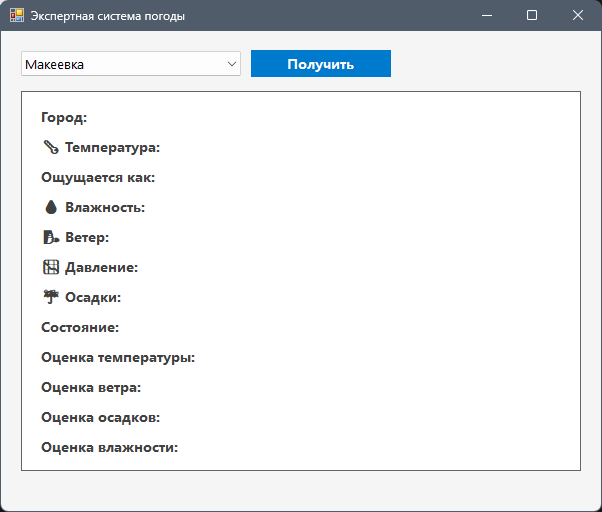 Экспертная система погоды
Макеевка Получить
Город:
Температура:
Ощущается как:
Влажность:
Ветер:
Давление:
Осадки:
Состояние:
Оценка температуры:
Оценка ветра:
Оценка осадков:
Оценка влажности: